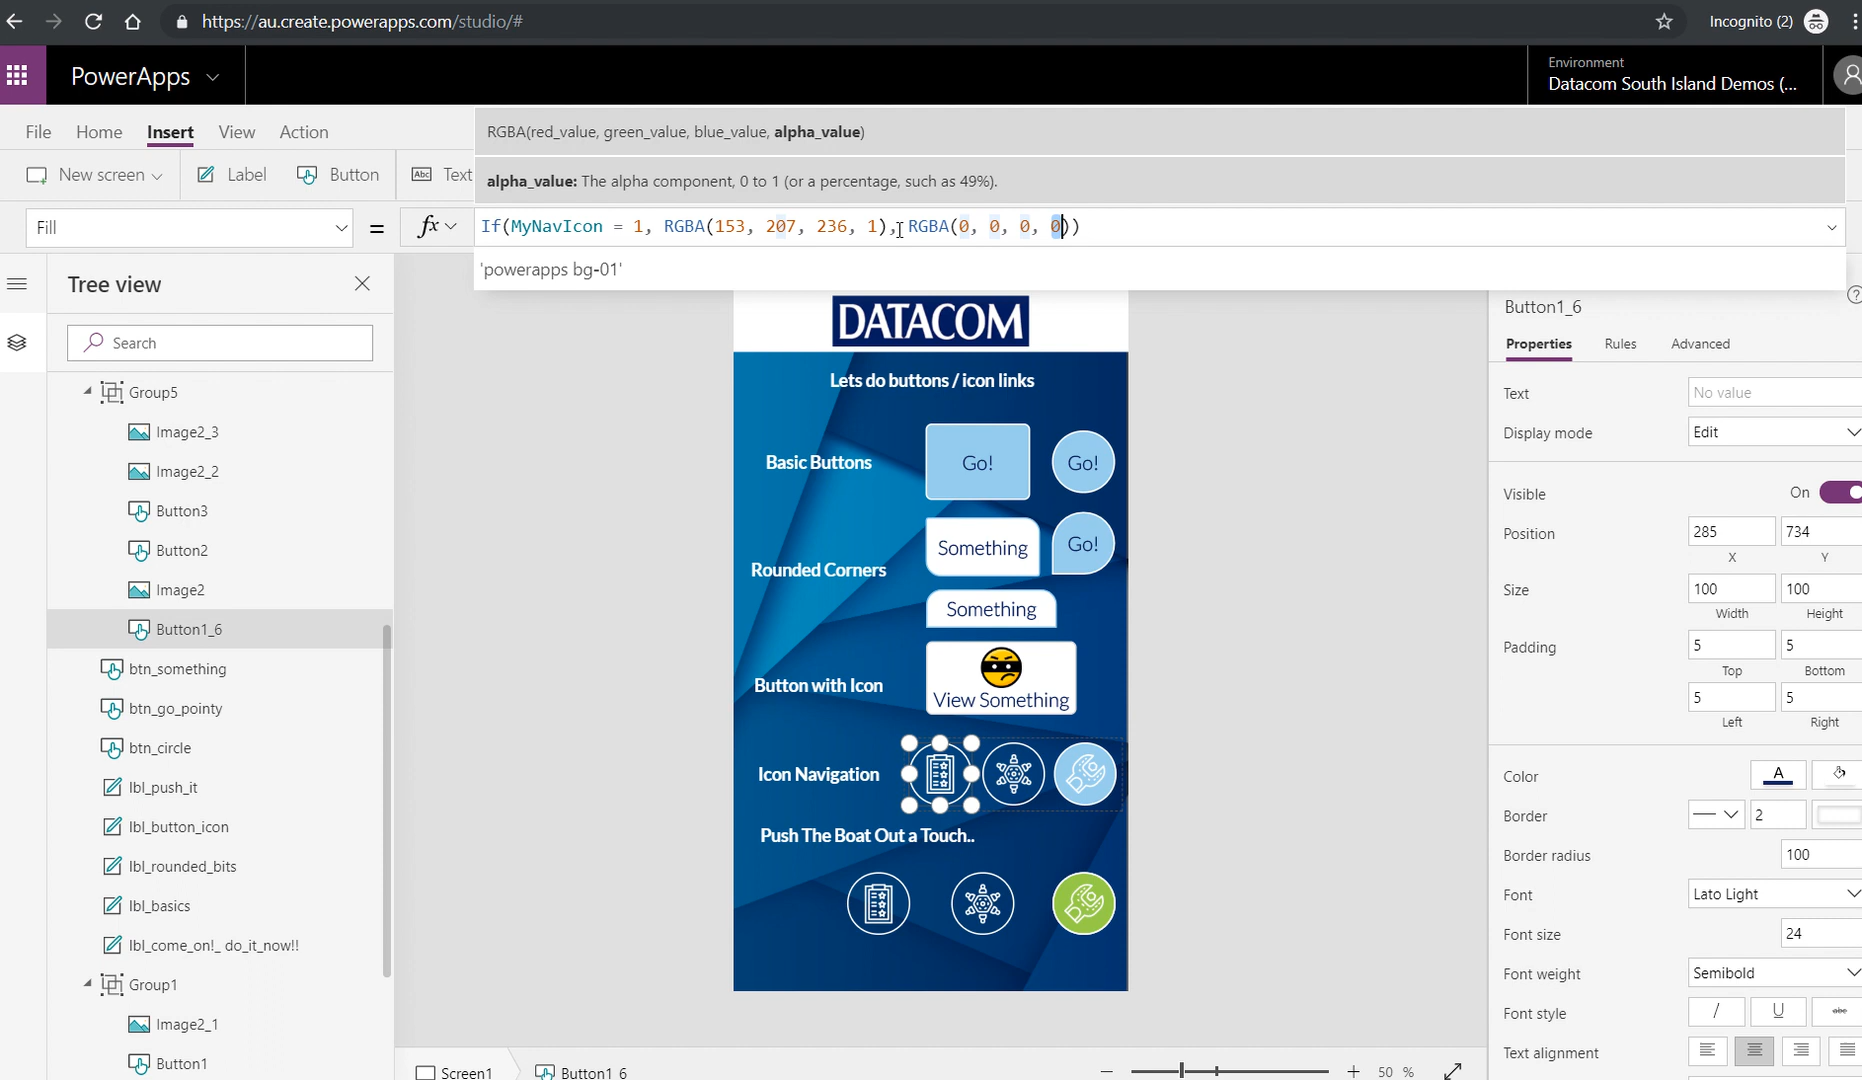 https://au.create.powerapps.com/studio/#
Incognito (2)
PowerApps
Environment
Datacom South Island Demos (...
File Home Insert View Action
RGBA(red_value, green_value, blue_value, alpha_value)
New screen Label Button Abc Text
alpha_value: The alpha component, 0 to 1 (or a percentage, such as 49%).
Fill = fx If(MyNavIcon = 1, RGBA(153, 207, 236, 1), RGBA(0, 0, 0, 0))
'powerapps bg-01'
Tree view
Search
Group5
Image2_3
Image2_2
Button3
Button2
Image2
Button1_6
btn_something
btn_go_pointy
btn_circle
lbl_push_it
lbl_button_icon
lbl_rounded_bits
lbl_basics
lbl_come_on!_ do_it_now!!
Group1
Image2_1
Button1
DATACOM
Lets do buttons / icon links
Basic Buttons
Go! Go!
Rounded Corners
Something Go!
Something
Button with Icon
View Something
Icon Navigation
Push The Boat Out a Touch..
Screen1 Button1_6
50 %
Button1_6
Properties Rules Advanced
Text No value
Display mode Edit
Visible On
Position 285 734
X Y
Size 100 100
Width Height
Padding 5 5
Top Bottom
5 5
Left Right
Color A
Border 2
Border radius 100
Font Lato Light
Font size 24
Font weight Semibold
Font style / U abc
Text alignment